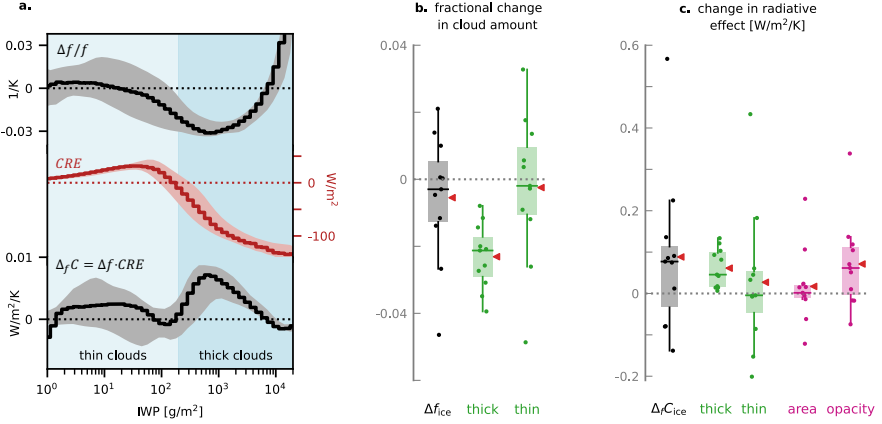 a.
0.03
0
-0.03
1/K
Δf/f
CRE
0
-100
W/m²
0.01
0
W/m²/K
Δ_fC = Δf·CRE
thin clouds
thick clouds
10⁰
10¹
10²
10³
10⁴
IWP [g/m²]
b. fractional change
in cloud amount
0.04
0
-0.04
Δf_ice
thick
thin
c. change in radiative
effect [W/m²/K]
0.6
0.4
0.2
0
-0.2
Δ_fC_ice
thick
thin
area
opacity